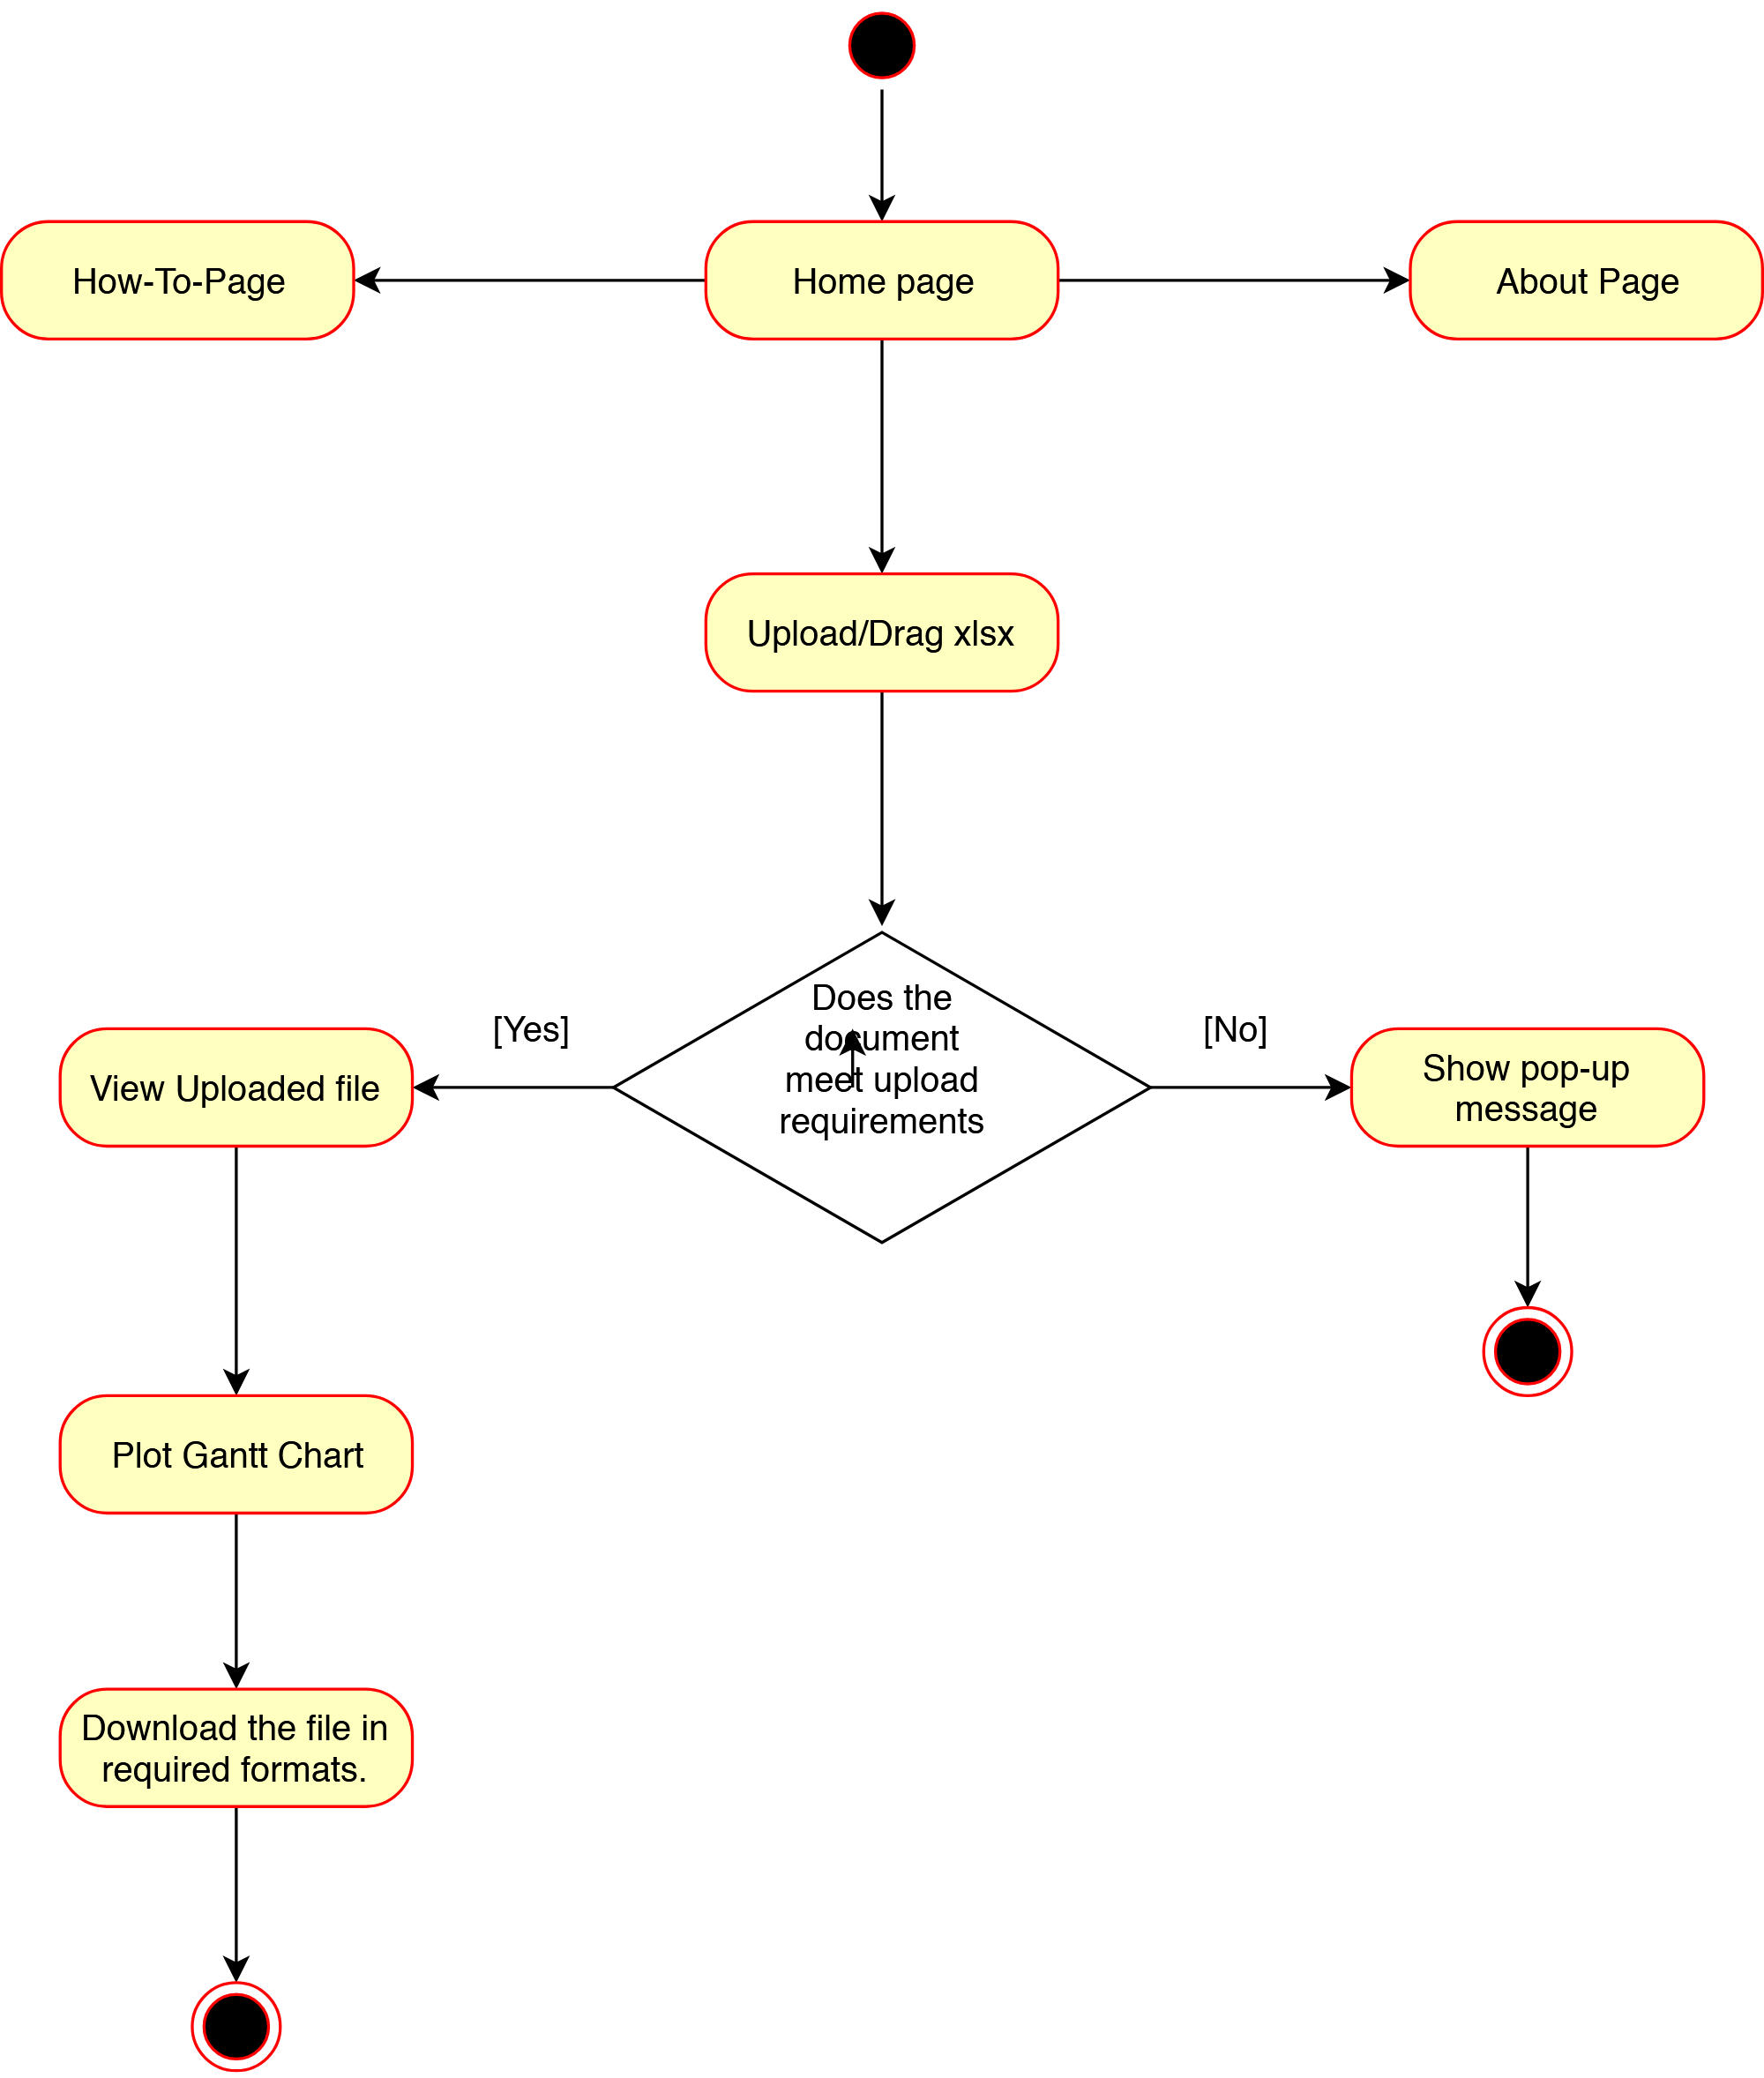 How-To-Page
Home page
About Page
Upload/Drag xlsx
Does the
document
meet upload
requirements
[Yes]
[No]
View Uploaded file
Show pop-up
message
Plot Gantt Chart
Download the file in
required formats.